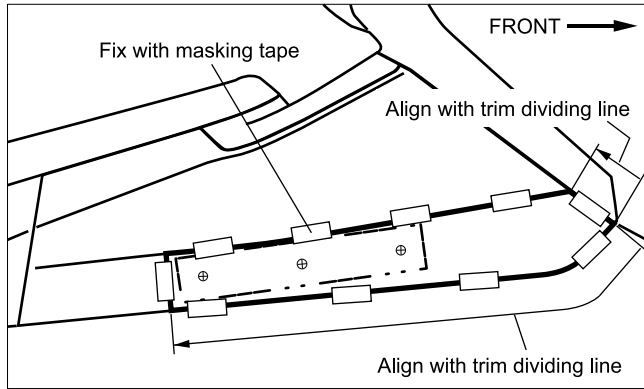 FRONT
Fix with masking tape
Align with trim dividing line
Align with trim dividing line